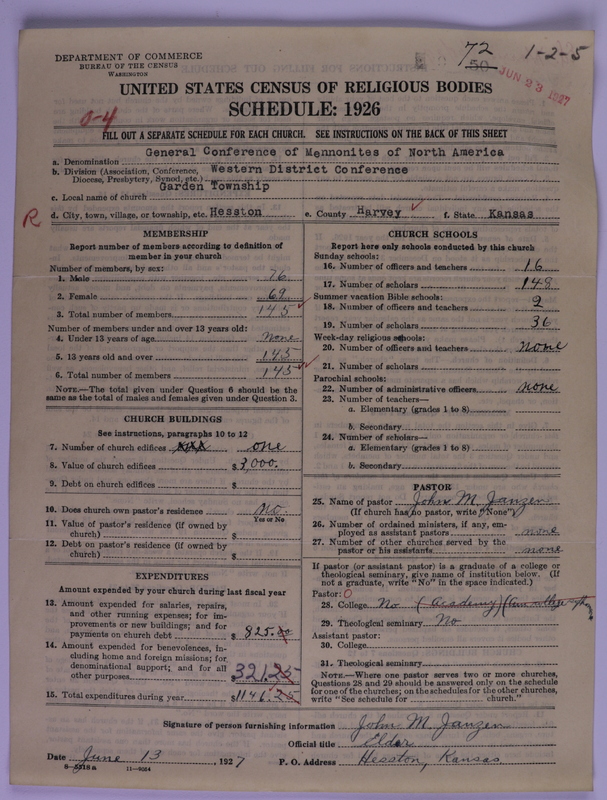 DEPARTMENT OF COMMERCE
BUREAU OF THE CENSUS
WASHINGTON
72
50
1-2-5
JUN 23 1927
UNITED STATES CENSUS OF RELIGIOUS BODIES
SCHEDULE: 1926
0-4
FILL OUT A SEPARATE SCHEDULE FOR EACH CHURCH. SEE INSTRUCTIONS ON THE BACK OF THIS SHEET
a. Denomination General Conference of Mennonites of North America
b. Division (Association, Conference, Diocese, Presbytery, Synod, etc.) Western District Conference
c. Local name of church Garden Township
R d. City, town, village, or township, etc. Hesston e. County Harvey f. State Kansas
MEMBERSHIP
Report number of members according to definition of
member in your church
Number of members, by sex:
1. Male 76
2. Female 69
3. Total number of members 145
Number of members under and over 13 years old:
4. Under 13 years of age None
5. 13 years old and over 145
6. Total number of members 145
NOTE.—The total given under Question 6 should be the
same as the total of males and females given under Question 3.
CHURCH BUILDINGS
See instructions, paragraphs 10 to 12
7. Number of church edifices one
8. Value of church edifices $3,000.
9. Debt on church edifices $
10. Does church own pastor's residence no
Yes or No
11. Value of pastor's residence (if owned by
church) $
12. Debt on pastor's residence (if owned by
church) $
EXPENDITURES
Amount expended by your church during last fiscal year
13. Amount expended for salaries, repairs,
and other running expenses; for im-
provements or new buildings; and for
payments on church debt $825.00
14. Amount expended for benevolences, in-
cluding home and foreign missions; for
denominational support; and for all
other purposes 321.25
15. Total expenditures during year $1146.25
CHURCH SCHOOLS
Report here only schools conducted by this church
Sunday schools:
16. Number of officers and teachers 16
17. Number of scholars 149
Summer vacation Bible schools:
18. Number of officers and teachers 2
19. Number of scholars 36
Week-day religious schools:
20. Number of officers and teachers none
21. Number of scholars
Parochial schools:
22. Number of administrative officers none
23. Number of teachers—
a. Elementary (grades 1 to 8)
b. Secondary
24. Number of scholars—
a. Elementary (grades 1 to 8)
b. Secondary
PASTOR
25. Name of pastor John M. Janzen
(If church has no pastor, write "None")
26. Number of ordained ministers, if any, em-
ployed as assistant pastors none
27. Number of other churches served by the
pastor or his assistants none
If pastor (or assistant pastor) is a graduate of a college or
theological seminary, give name of institution below. (If
not a graduate, write "No" in the space indicated.)
Pastor: 0
28. College No (Academy)
29. Theological seminary No
Assistant pastor:
30. College
31. Theological seminary
NOTE.—Where one pastor serves two or more churches,
Questions 28 and 29 should be answered only on the schedule
for one of the churches; on the schedules for the other churches,
write "See schedule for church."
Signature of person furnishing information John M. Janzen
Official title Elder
Date June 13, 1927 P. O. Address Hesston, Kansas.
8-5318a 11-9064